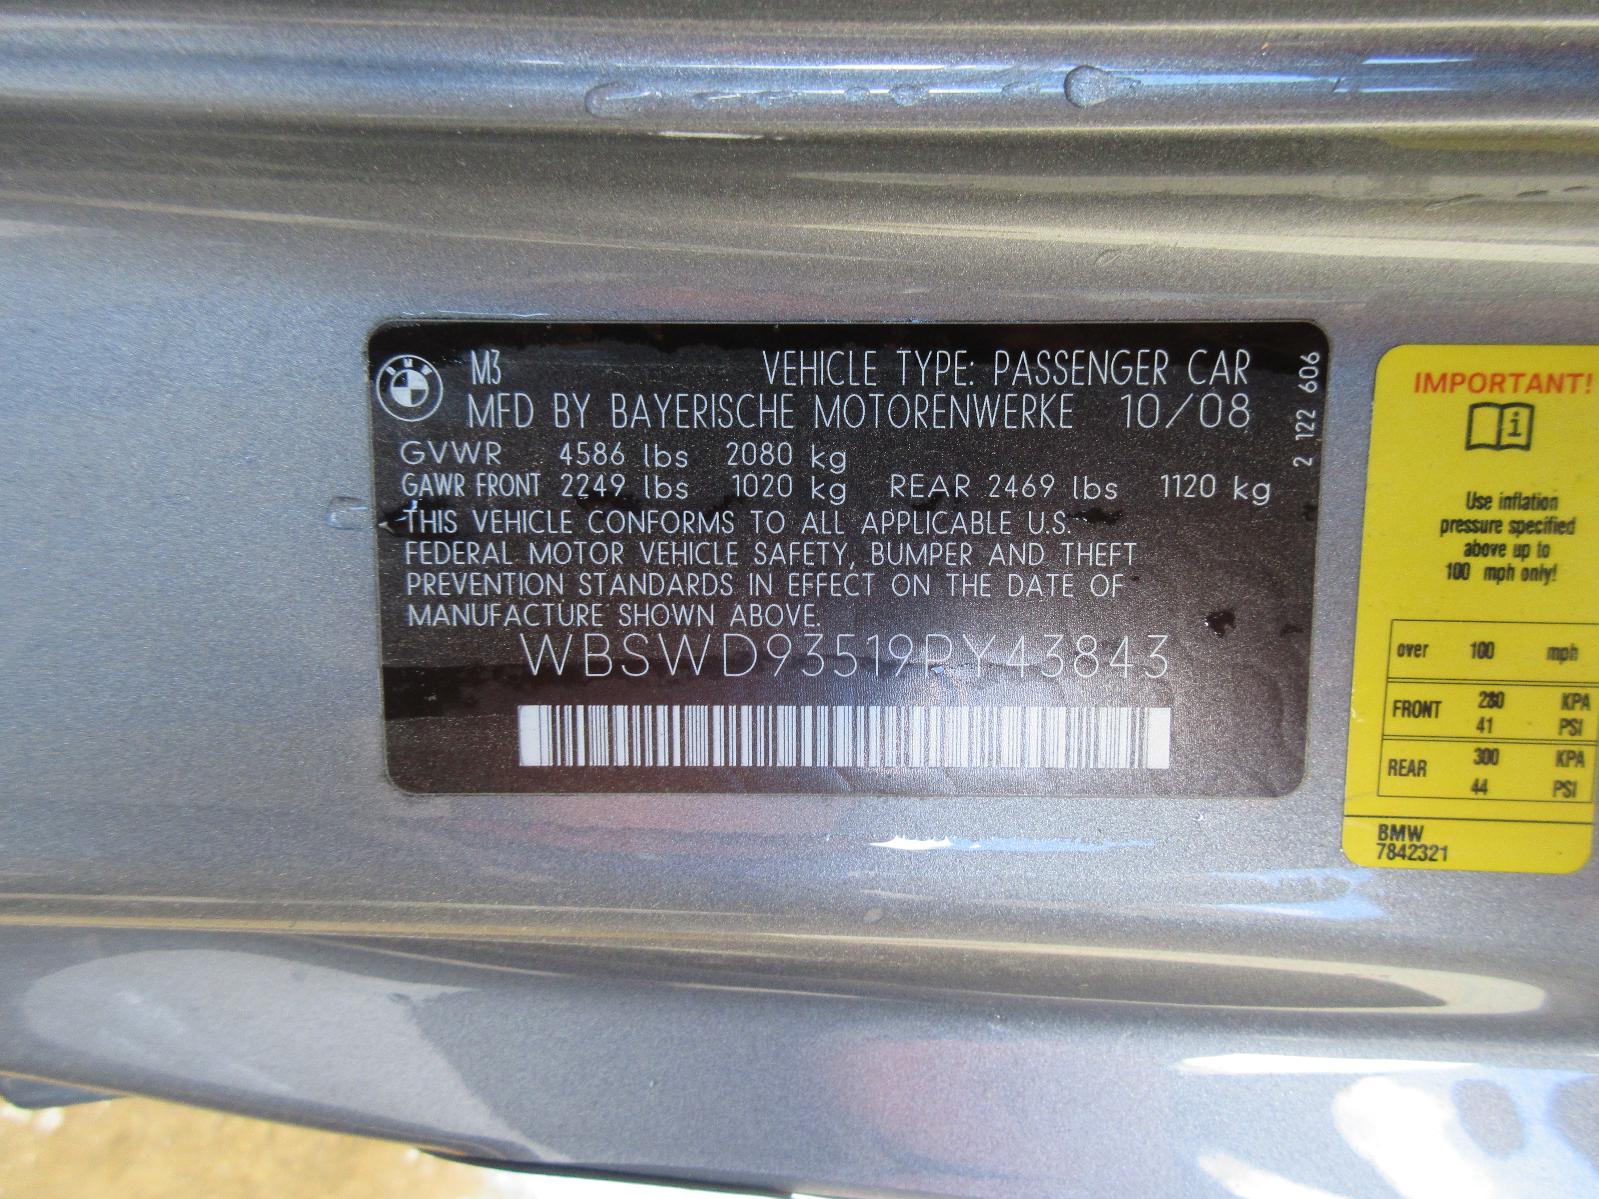 BMW
M3 VEHICLE TYPE: PASSENGER CAR
MFD BY BAYERISCHE MOTORENWERKE 10/08
GVWR 4586 lbs 2080 kg
GAWR FRONT 2249 lbs 1020 kg REAR 2469 lbs 1120 kg
THIS VEHICLE CONFORMS TO ALL APPLICABLE U.S.
FEDERAL MOTOR VEHICLE SAFETY, BUMPER AND THEFT
PREVENTION STANDARDS IN EFFECT ON THE DATE OF
MANUFACTURE SHOWN ABOVE:
WBSWD93519PY43843
2 122 606
IMPORTANT!
i
Use inflation
pressure specified
above up to
100 mph only!
over 100 mph
FRONT 280 KPA
41 PSI
REAR 300 KPA
44 PSI
BMW
7842321